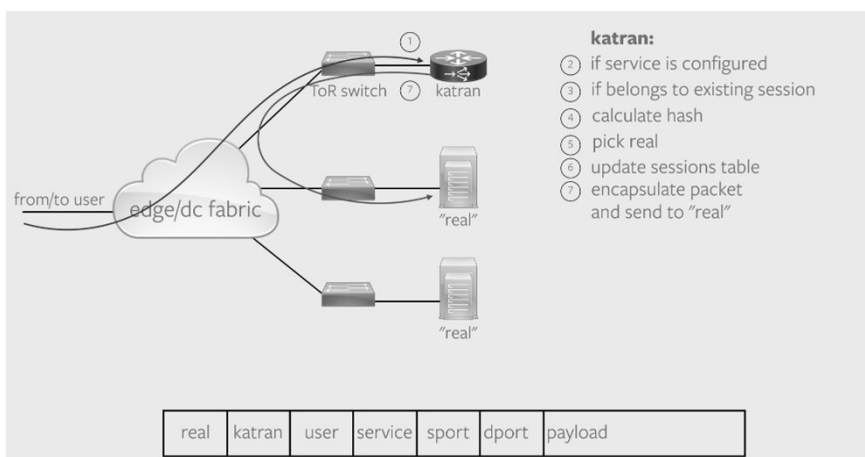 ①
ToR switch
⑦
katran
from/to user
edge/dc fabric
"real"
"real"
katran:
② if service is configured
③ if belongs to existing session
④ calculate hash
⑤ pick real
⑥ update sessions table
⑦ encapsulate packet
and send to "real"
real katran user service sport dport payload